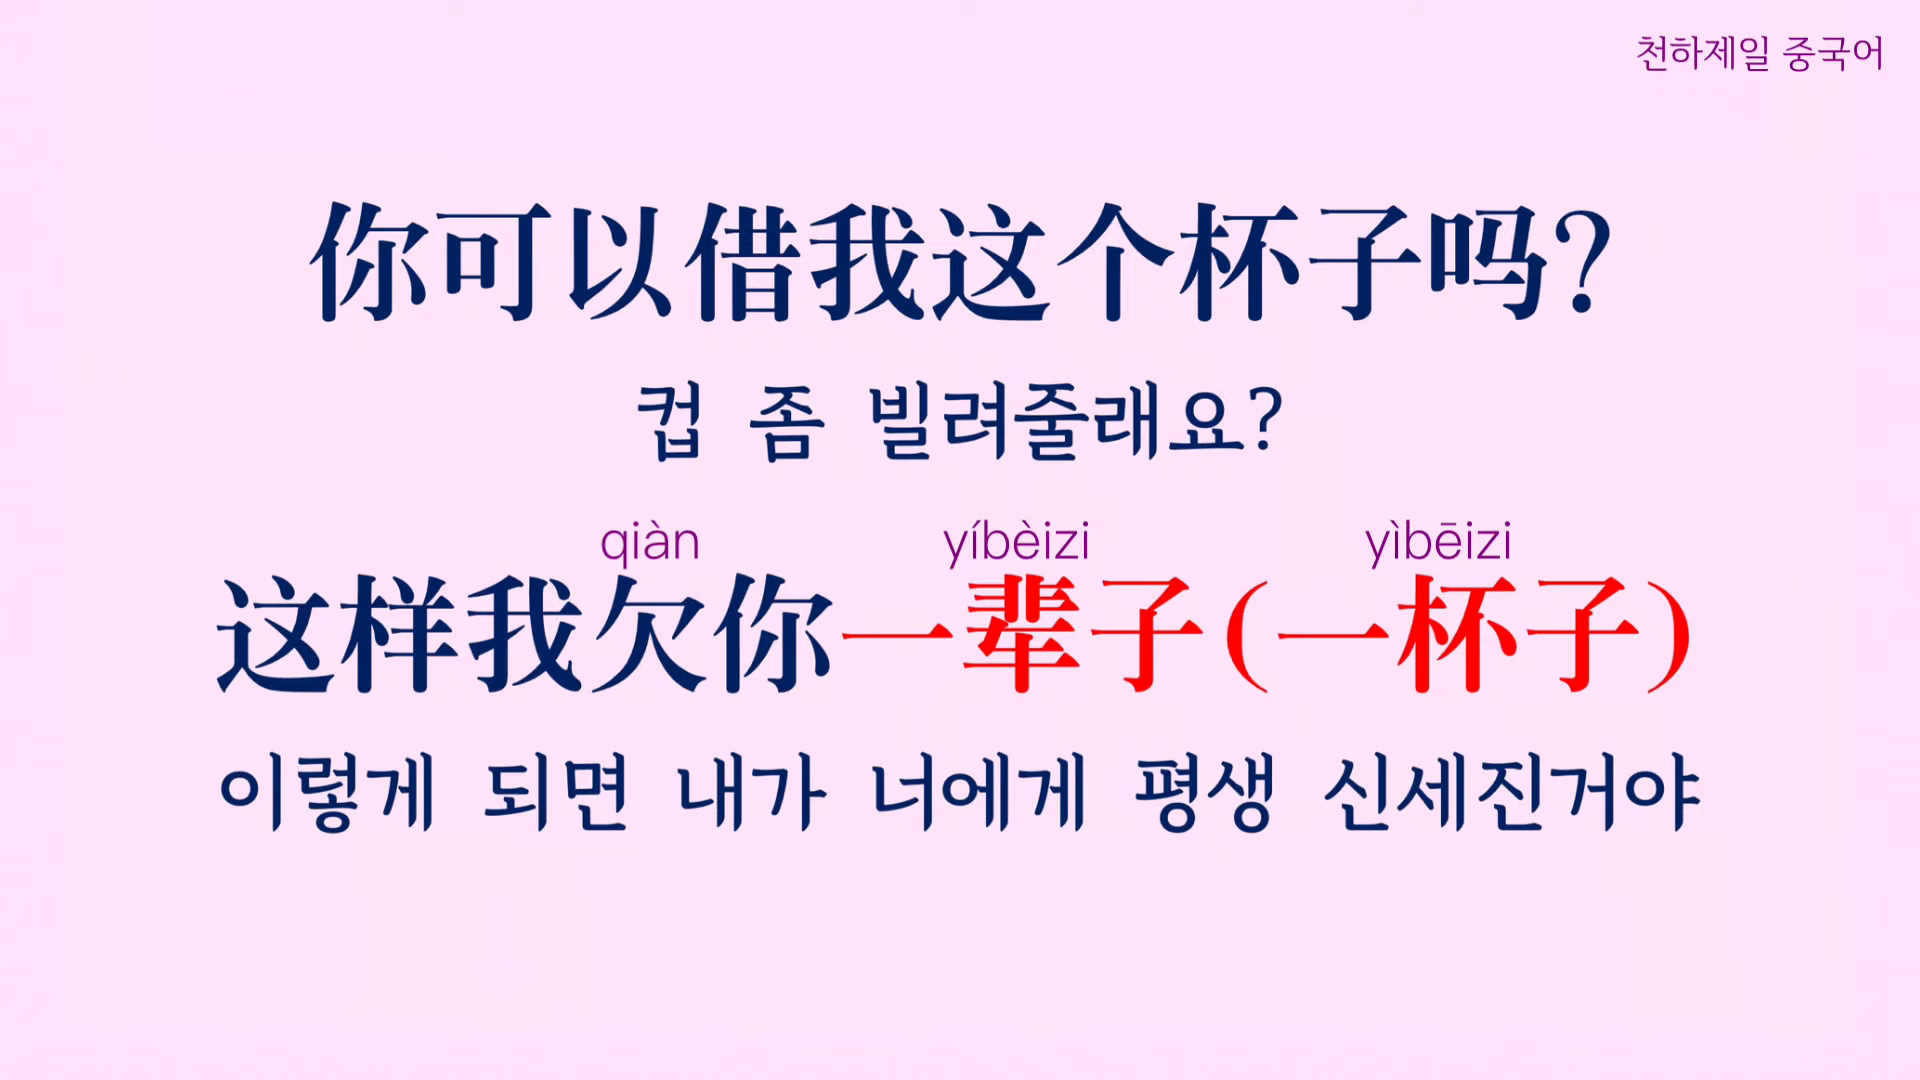 천하제일 중국어
你可以借我这个杯子吗?
컵 좀 빌려줄래요?
qiàn yíbèizi yìbēizi
这样我欠你一辈子(一杯子)
이렇게 되면 내가 너에게 평생 신세진거야